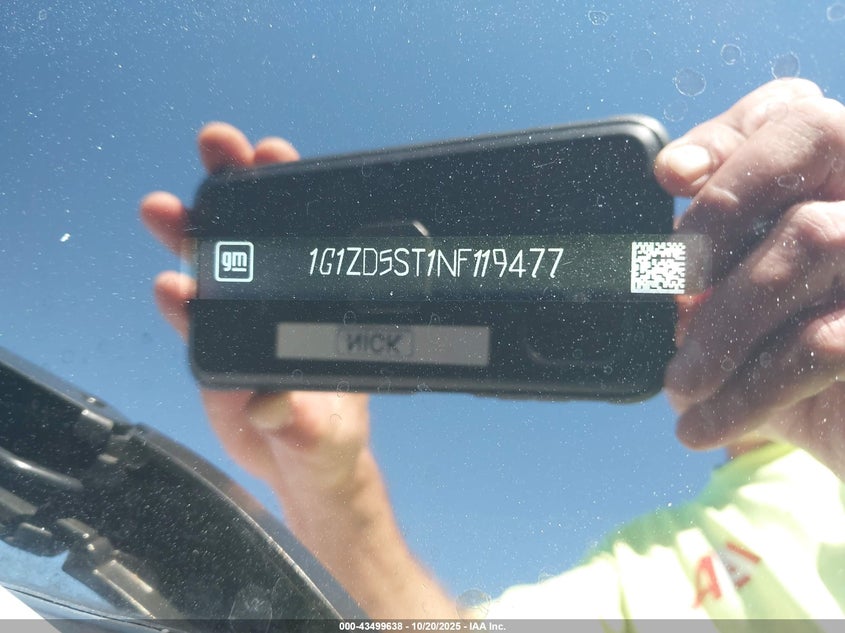 gm 1G1ZD5ST1NF119477
NICK
000-43499638 - 10/20/2025 - IAA Inc.